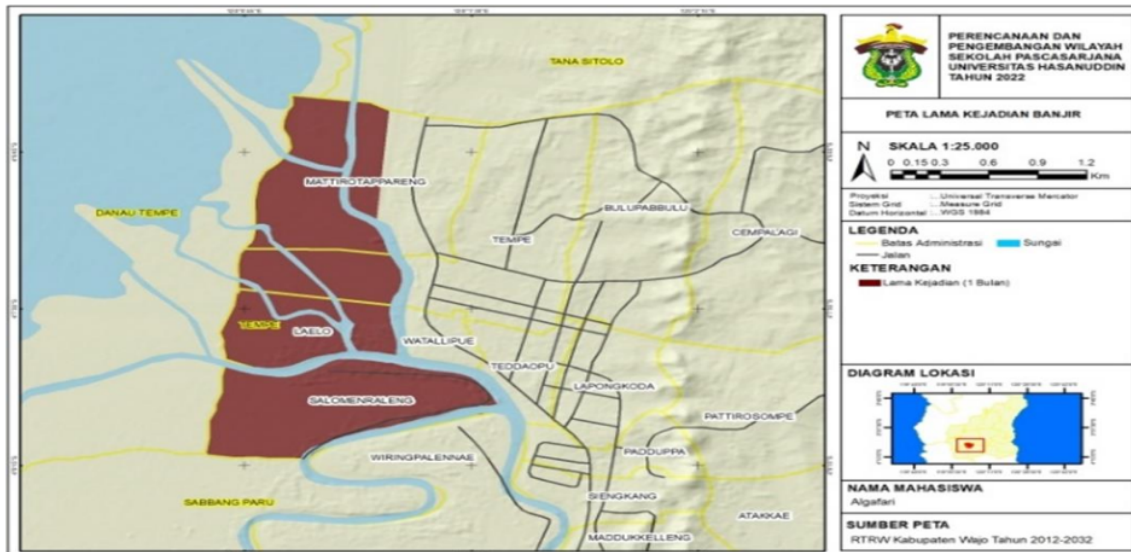 TANA SITOLO
MATTIROTAPPARENG
DANAU TEMPE
BULUPABBULU
CEMPALAGI
TEMPE
TEMPE
LAELO
WATALLIPUE
TEDDAOPU
LAPONGKODA
SALOMENRALENG
PATTIROSOMPE
WIRINGPALENNAE
PADDUPPA
SABBANG PARU
SIENGKANG
ATAKKAE
MADDUKKELLENG
PERENCANAAN DAN
PENGEMBANGAN WILAYAH
SEKOLAH PASCASARJANA
UNIVERSITAS HASANUDDIN
TAHUN 2022
PETA LAMA KEJADIAN BANJIR
N
SKALA 1:25.000
0 0.15 0.3 0.6 0.9 1.2
Km
Proyeksi : Universal Transverse Mercator
Sistem Grid : Measure Grid
Datum Horizontal : WGS 1984
LEGENDA
Batas Administrasi Sungai
Jalan
KETERANGAN
Lama Kejadian (1 Bulan)
DIAGRAM LOKASI
NAMA MAHASISWA
Algafari
SUMBER PETA
RTRW Kabupaten Wajo Tahun 2012-2032